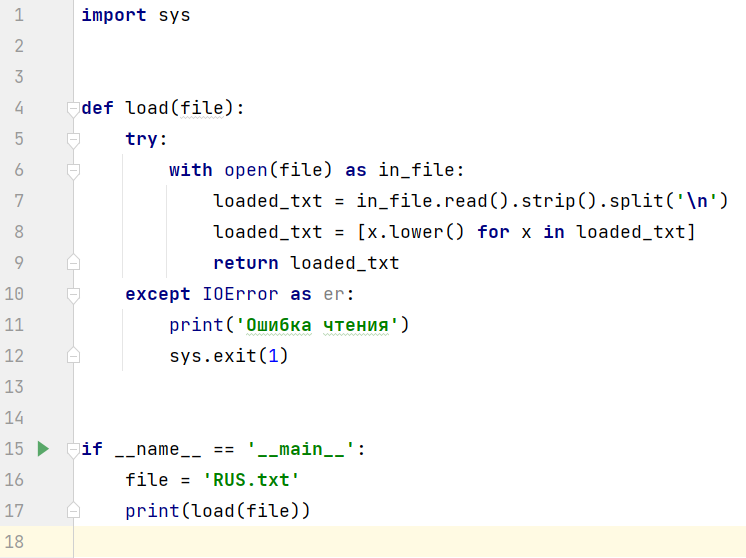 1 import sys
2
3
4 def load(file):
5     try:
6         with open(file) as in_file:
7             loaded_txt = in_file.read().strip().split('\n')
8             loaded_txt = [x.lower() for x in loaded_txt]
9             return loaded_txt
10     except IOError as er:
11         print('Ошибка чтения')
12         sys.exit(1)
13
14
15 if __name__ == '__main__':
16     file = 'RUS.txt'
17     print(load(file))
18